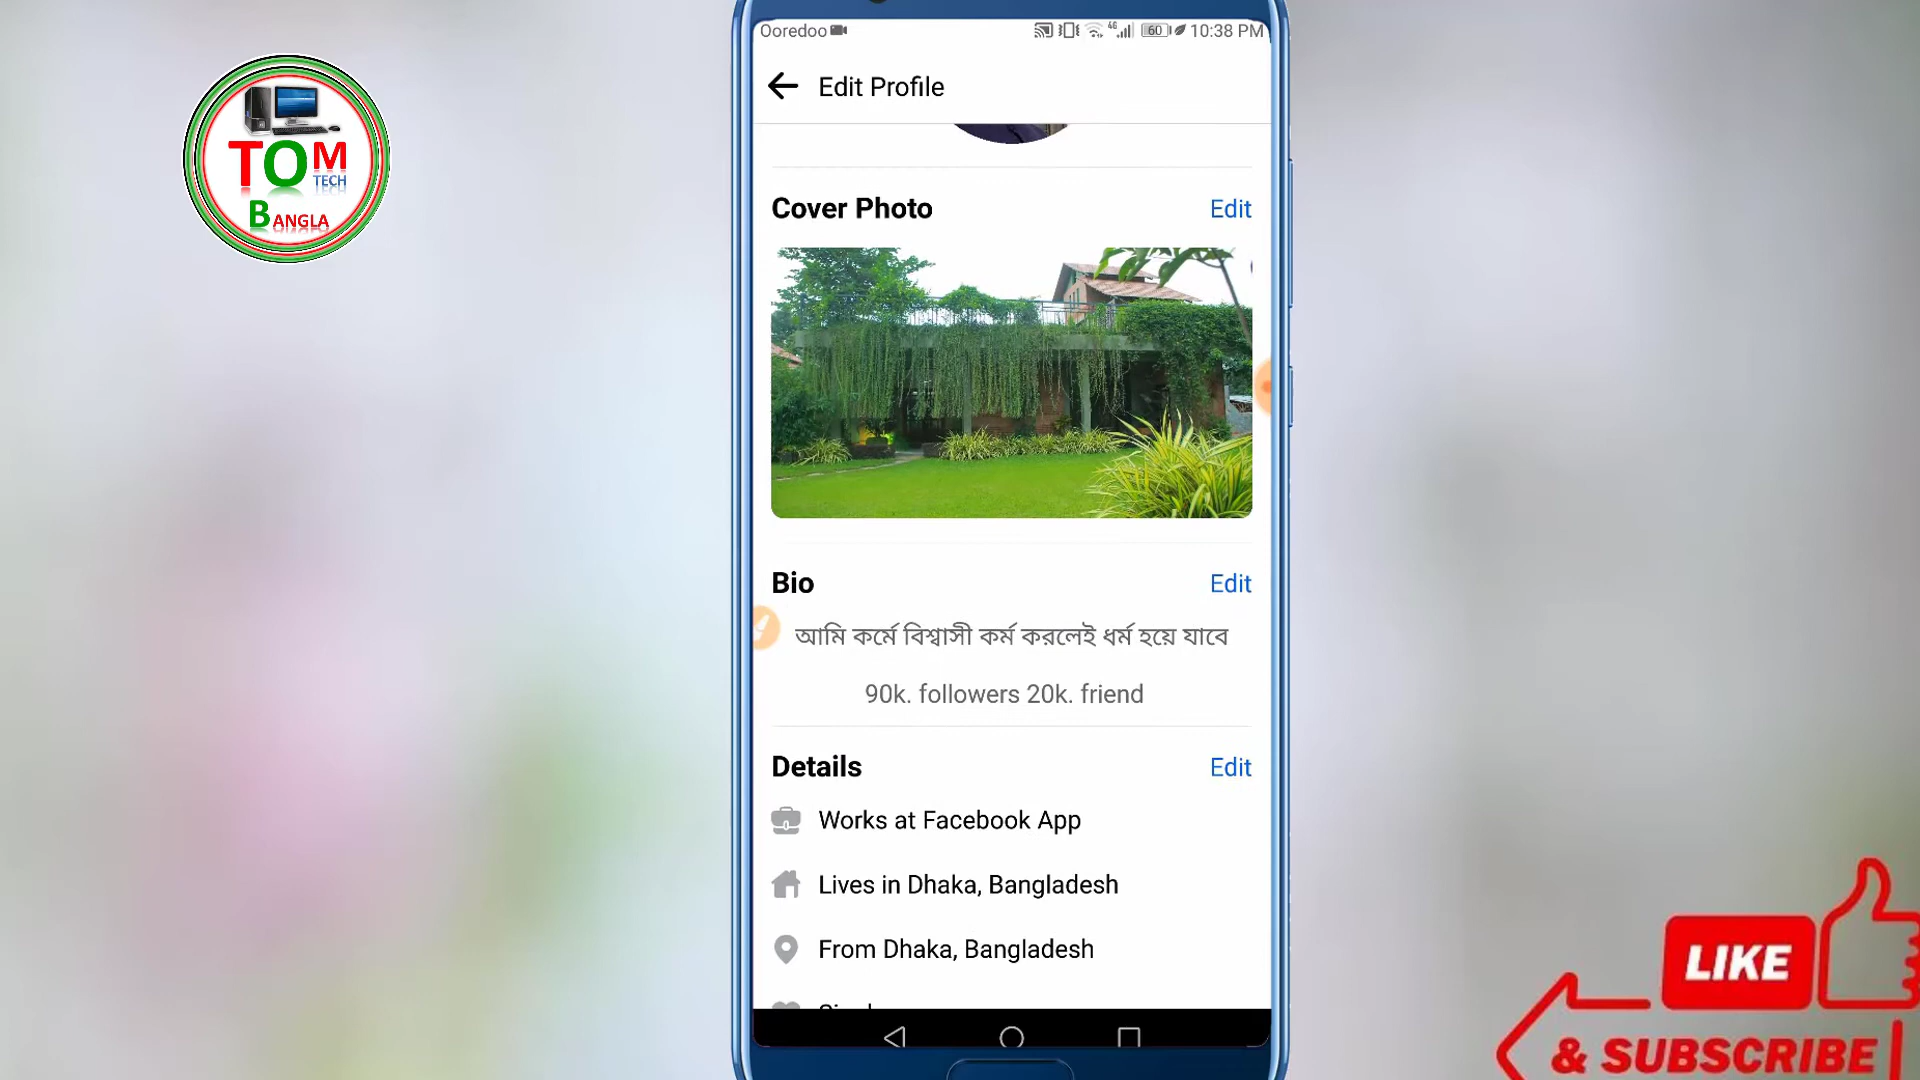 Ooredoo
4G
60
10:38 PM
Edit Profile
TOM
TECH
BANGLA
Cover Photo
Edit
Bio
Edit
আমি কর্মে বিশ্বাসী কর্ম করলেই ধর্ম হয়ে যাবে
90k. followers 20k. friend
Details
Edit
Works at Facebook App
Lives in Dhaka, Bangladesh
From Dhaka, Bangladesh
LIKE
& SUBSCRIBE